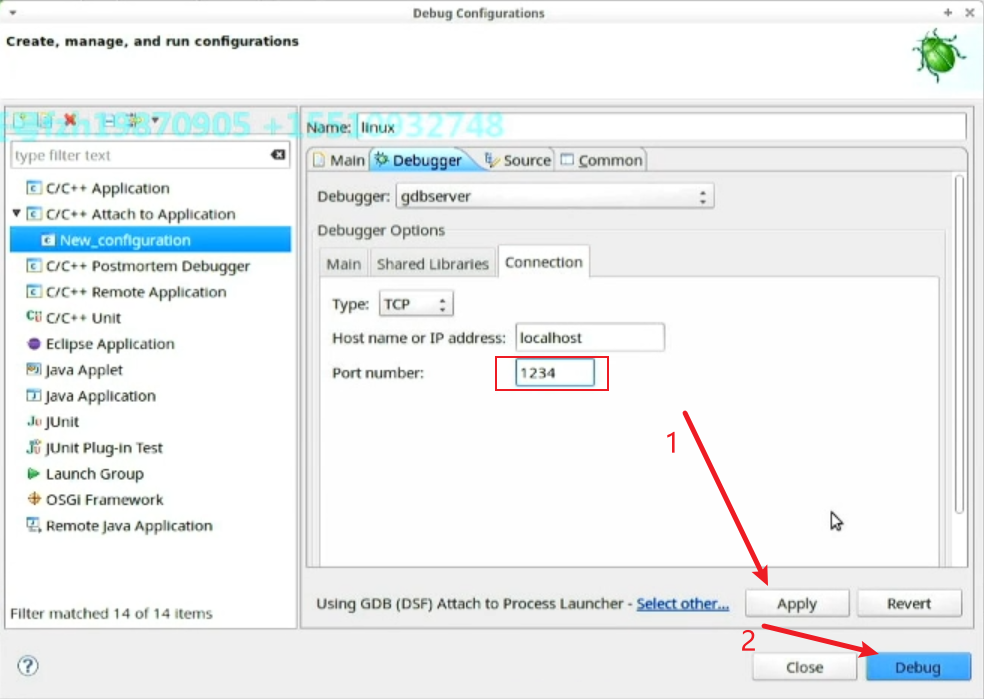 Debug Configurations
Create, manage, and run configurations
type filter text
C/C++ Application
C/C++ Attach to Application
New_configuration
C/C++ Postmortem Debugger
C/C++ Remote Application
C/C++ Unit
Eclipse Application
Java Applet
Java Application
JUnit
JUnit Plug-in Test
Launch Group
OSGi Framework
Remote Java Application
Filter matched 14 of 14 items
Name: linux
Main Debugger Source Common
Debugger: gdbserver
Debugger Options
Main Shared Libraries Connection
Type: TCP
Host name or IP address: localhost
Port number: 1234
1
Using GDB (DSF) Attach to Process Launcher - Select other...
Apply Revert
2
Close Debug